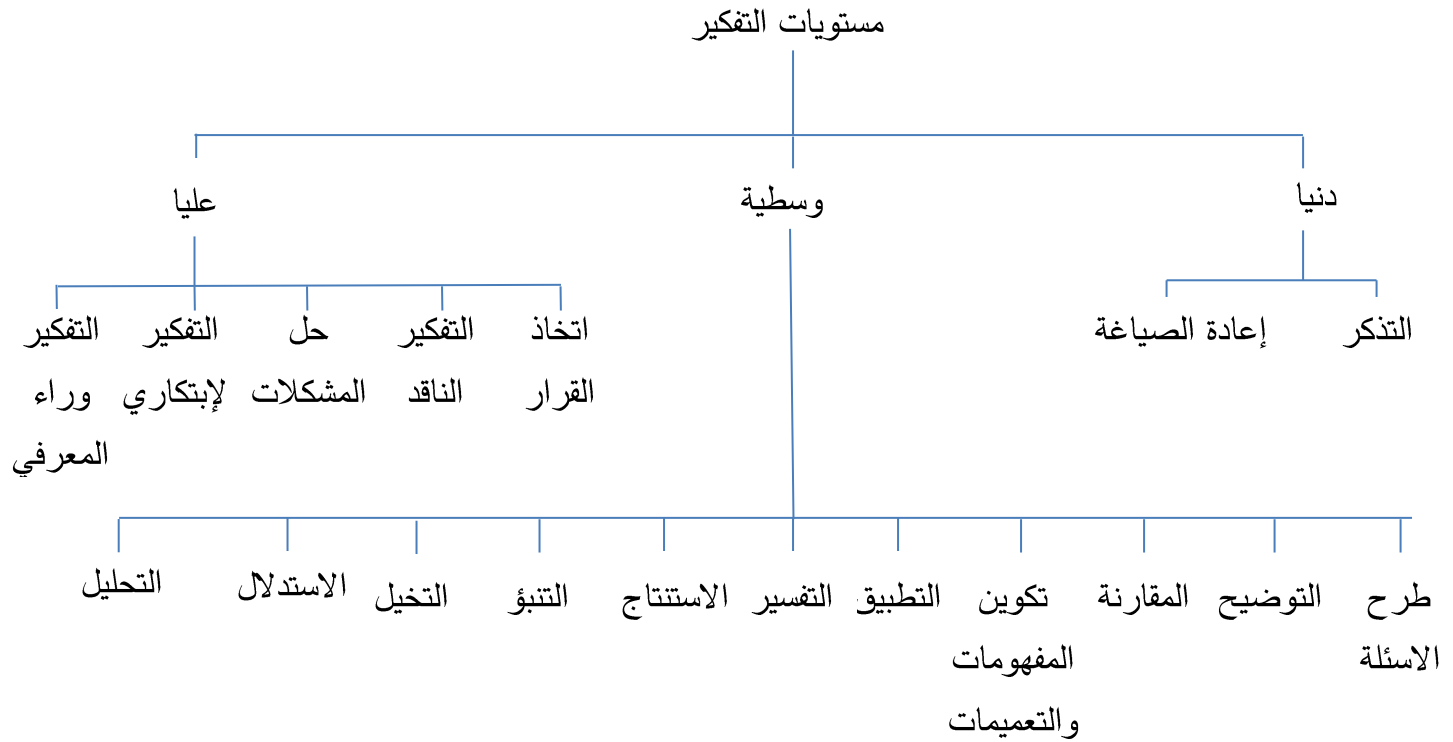 مستويات التفكير
دنيا
وسطية
عليا
التذكر
إعادة الصياغة
اتخاذ
القرار
التفكير
الناقد
حل
المشكلات
التفكير
لإبتكاري
التفكير
وراء
المعرفي
طرح
الاسئلة
التوضيح
المقارنة
تكوين
المفهومات
والتعميمات
التطبيق
التفسير
الاستنتاج
التنبؤ
التخيل
الاستدلال
التحليل